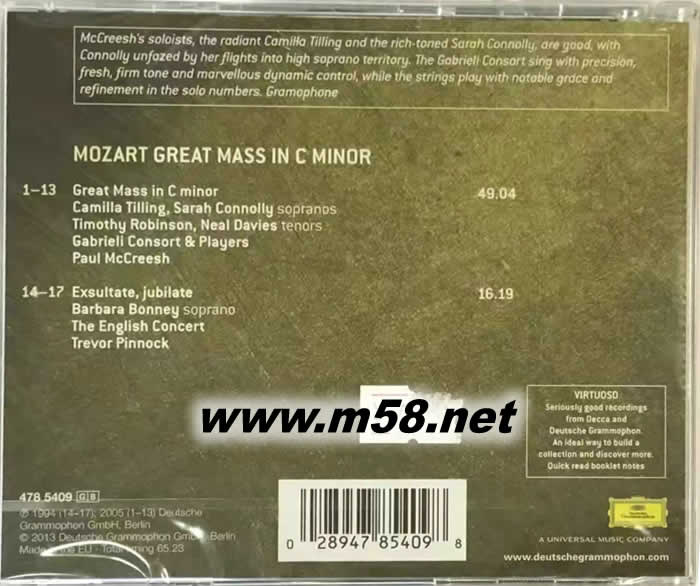 McCreesh's soloists, the radiant Camilla Tilling and the rich-toned Sarah Connolly, are good, with
Connolly unfazed by her flights into high soprano territory. The Gabrieli Consort sing with precision,
fresh, firm tone and marvellous dynamic control, while the strings play with notable grace and
refinement in the solo numbers. Gramophone
MOZART GREAT MASS IN C MINOR
1–13 Great Mass in C minor 49.04
Camilla Tilling, Sarah Connolly sopranos
Timothy Robinson, Neal Davies tenors
Gabrieli Consort & Players
Paul McCreesh
14–17 Exsultate, jubilate 16.19
Barbara Bonney soprano
The English Concert
Trevor Pinnock
www.m58.net
VIRTUOSO
Seriously good recordings
from Decca and
Deutsche Grammophon.
An ideal way to build a
collection and discover more.
Quick read booklet notes
478 5409 GB
℗ 1994 (14–17); 2005 (1–13) Deutsche
Grammophon GmbH, Berlin
© 2013 Deutsche Grammophon GmbH, Berlin
Made in the EU · Total timing 65.23
0 28947 85409 8
A UNIVERSAL MUSIC COMPANY
www.deutschegrammophon.com